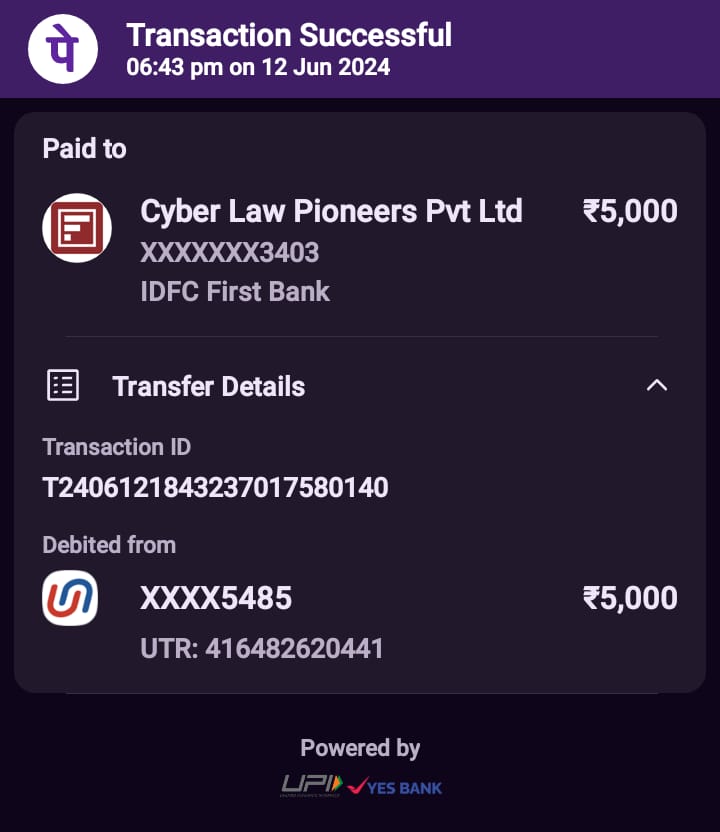 पे
Transaction Successful
06:43 pm on 12 Jun 2024
Paid to
Cyber Law Pioneers Pvt Ltd ₹5,000
XXXXXXX3403
IDFC First Bank
Transfer Details
Transaction ID
T2406121843237017580140
Debited from
XXXX5485 ₹5,000
UTR: 416482620441
Powered by
UPI YES BANK